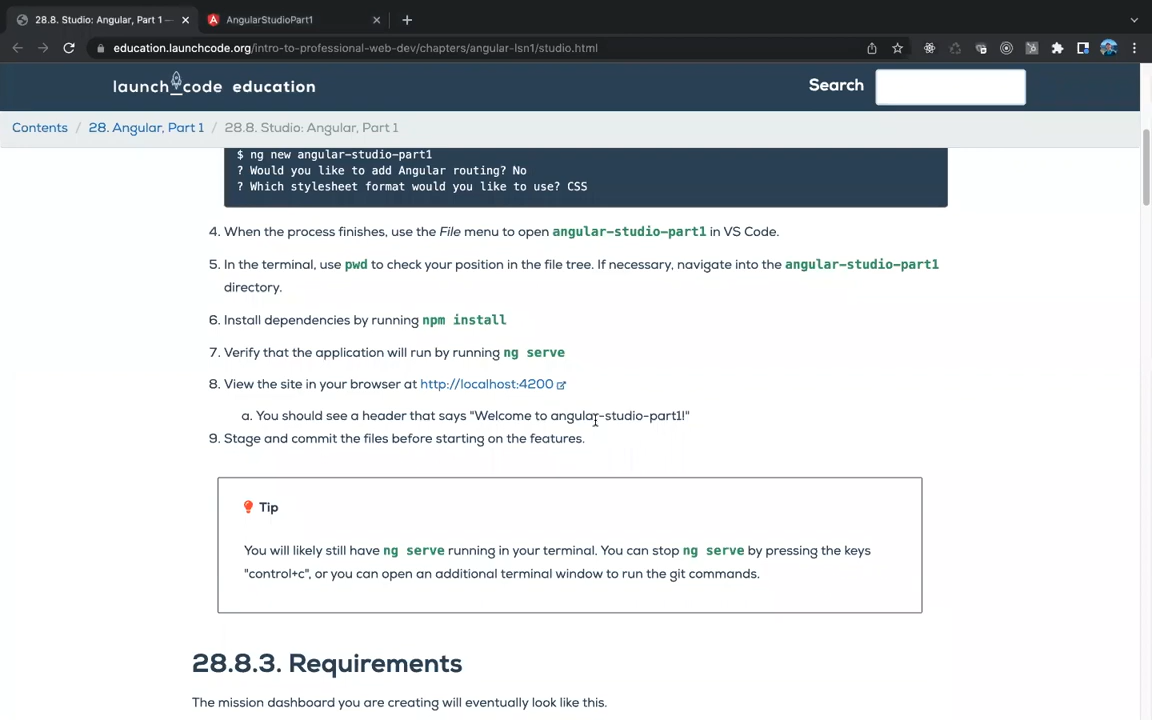 28.8. Studio: Angular, Part 1 —
AngularStudioPart1
education.launchcode.org/intro-to-professional-web-dev/chapters/angular-lsn1/studio.html
launch_code education
Search
Contents / 28. Angular, Part 1 / 28.8. Studio: Angular, Part 1
$ ng new angular-studio-part1
? Would you like to add Angular routing? No
? Which stylesheet format would you like to use? CSS
4. When the process finishes, use the File menu to open angular-studio-part1 in VS Code.
5. In the terminal, use pwd to check your position in the file tree. If necessary, navigate into the angular-studio-part1
directory.
6. Install dependencies by running npm install
7. Verify that the application will run by running ng serve
8. View the site in your browser at http://localhost:4200
a. You should see a header that says "Welcome to angular-studio-part1!"
9. Stage and commit the files before starting on the features.
Tip
You will likely still have ng serve running in your terminal. You can stop ng serve by pressing the keys
"control+c", or you can open an additional terminal window to run the git commands.
28.8.3. Requirements
The mission dashboard you are creating will eventually look like this.